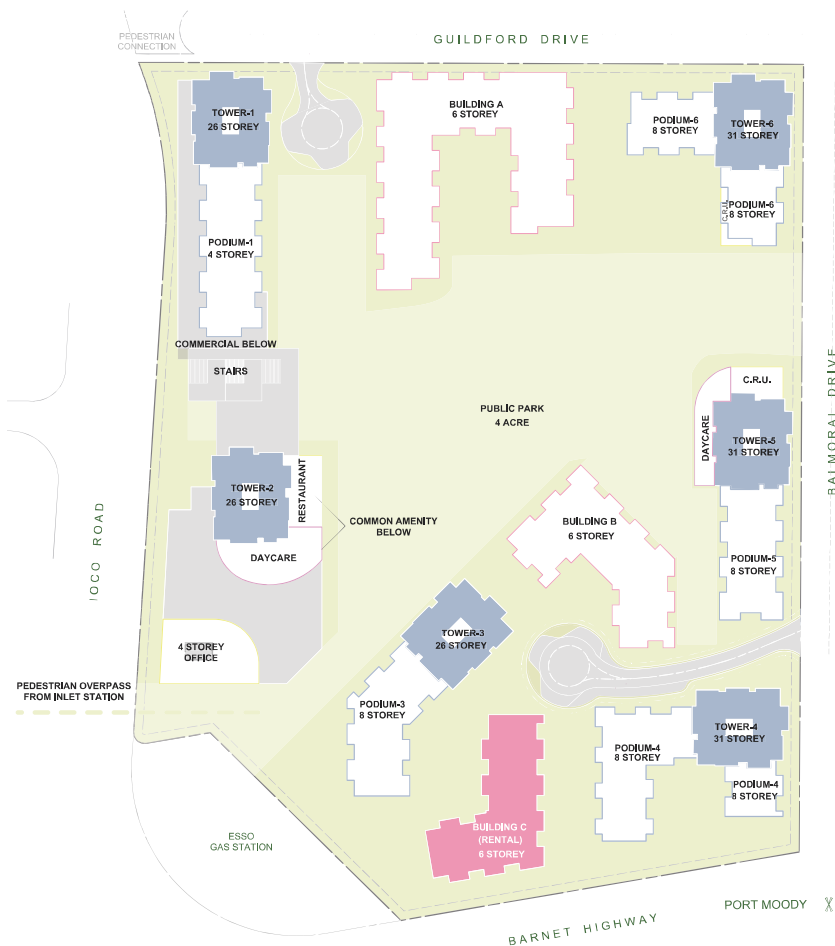 GUILDFORD DRIVE
PEDESTRIAN
CONNECTION
TOWER-1
26 STOREY
BUILDING A
6 STOREY
PODIUM-6
8 STOREY
TOWER-6
31 STOREY
C.R.U.
PODIUM-6
8 STOREY
PODIUM-1
4 STOREY
COMMERCIAL BELOW
STAIRS
BALMORAL DRIVE
C.R.U.
PUBLIC PARK
4 ACRE
DAYCARE
TOWER-5
31 STOREY
TOWER-2
26 STOREY
RESTAURANT
COMMON AMENITY
BELOW
BUILDING B
6 STOREY
IOCO ROAD
DAYCARE
PODIUM-5
8 STOREY
TOWER-3
26 STOREY
4 STOREY
OFFICE
PEDESTRIAN OVERPASS
FROM INLET STATION
PODIUM-3
8 STOREY
TOWER-4
31 STOREY
PODIUM-4
8 STOREY
PODIUM-4
8 STOREY
BUILDING C
(RENTAL)
6 STOREY
ESSO
GAS STATION
PORT MOODY
BARNET HIGHWAY